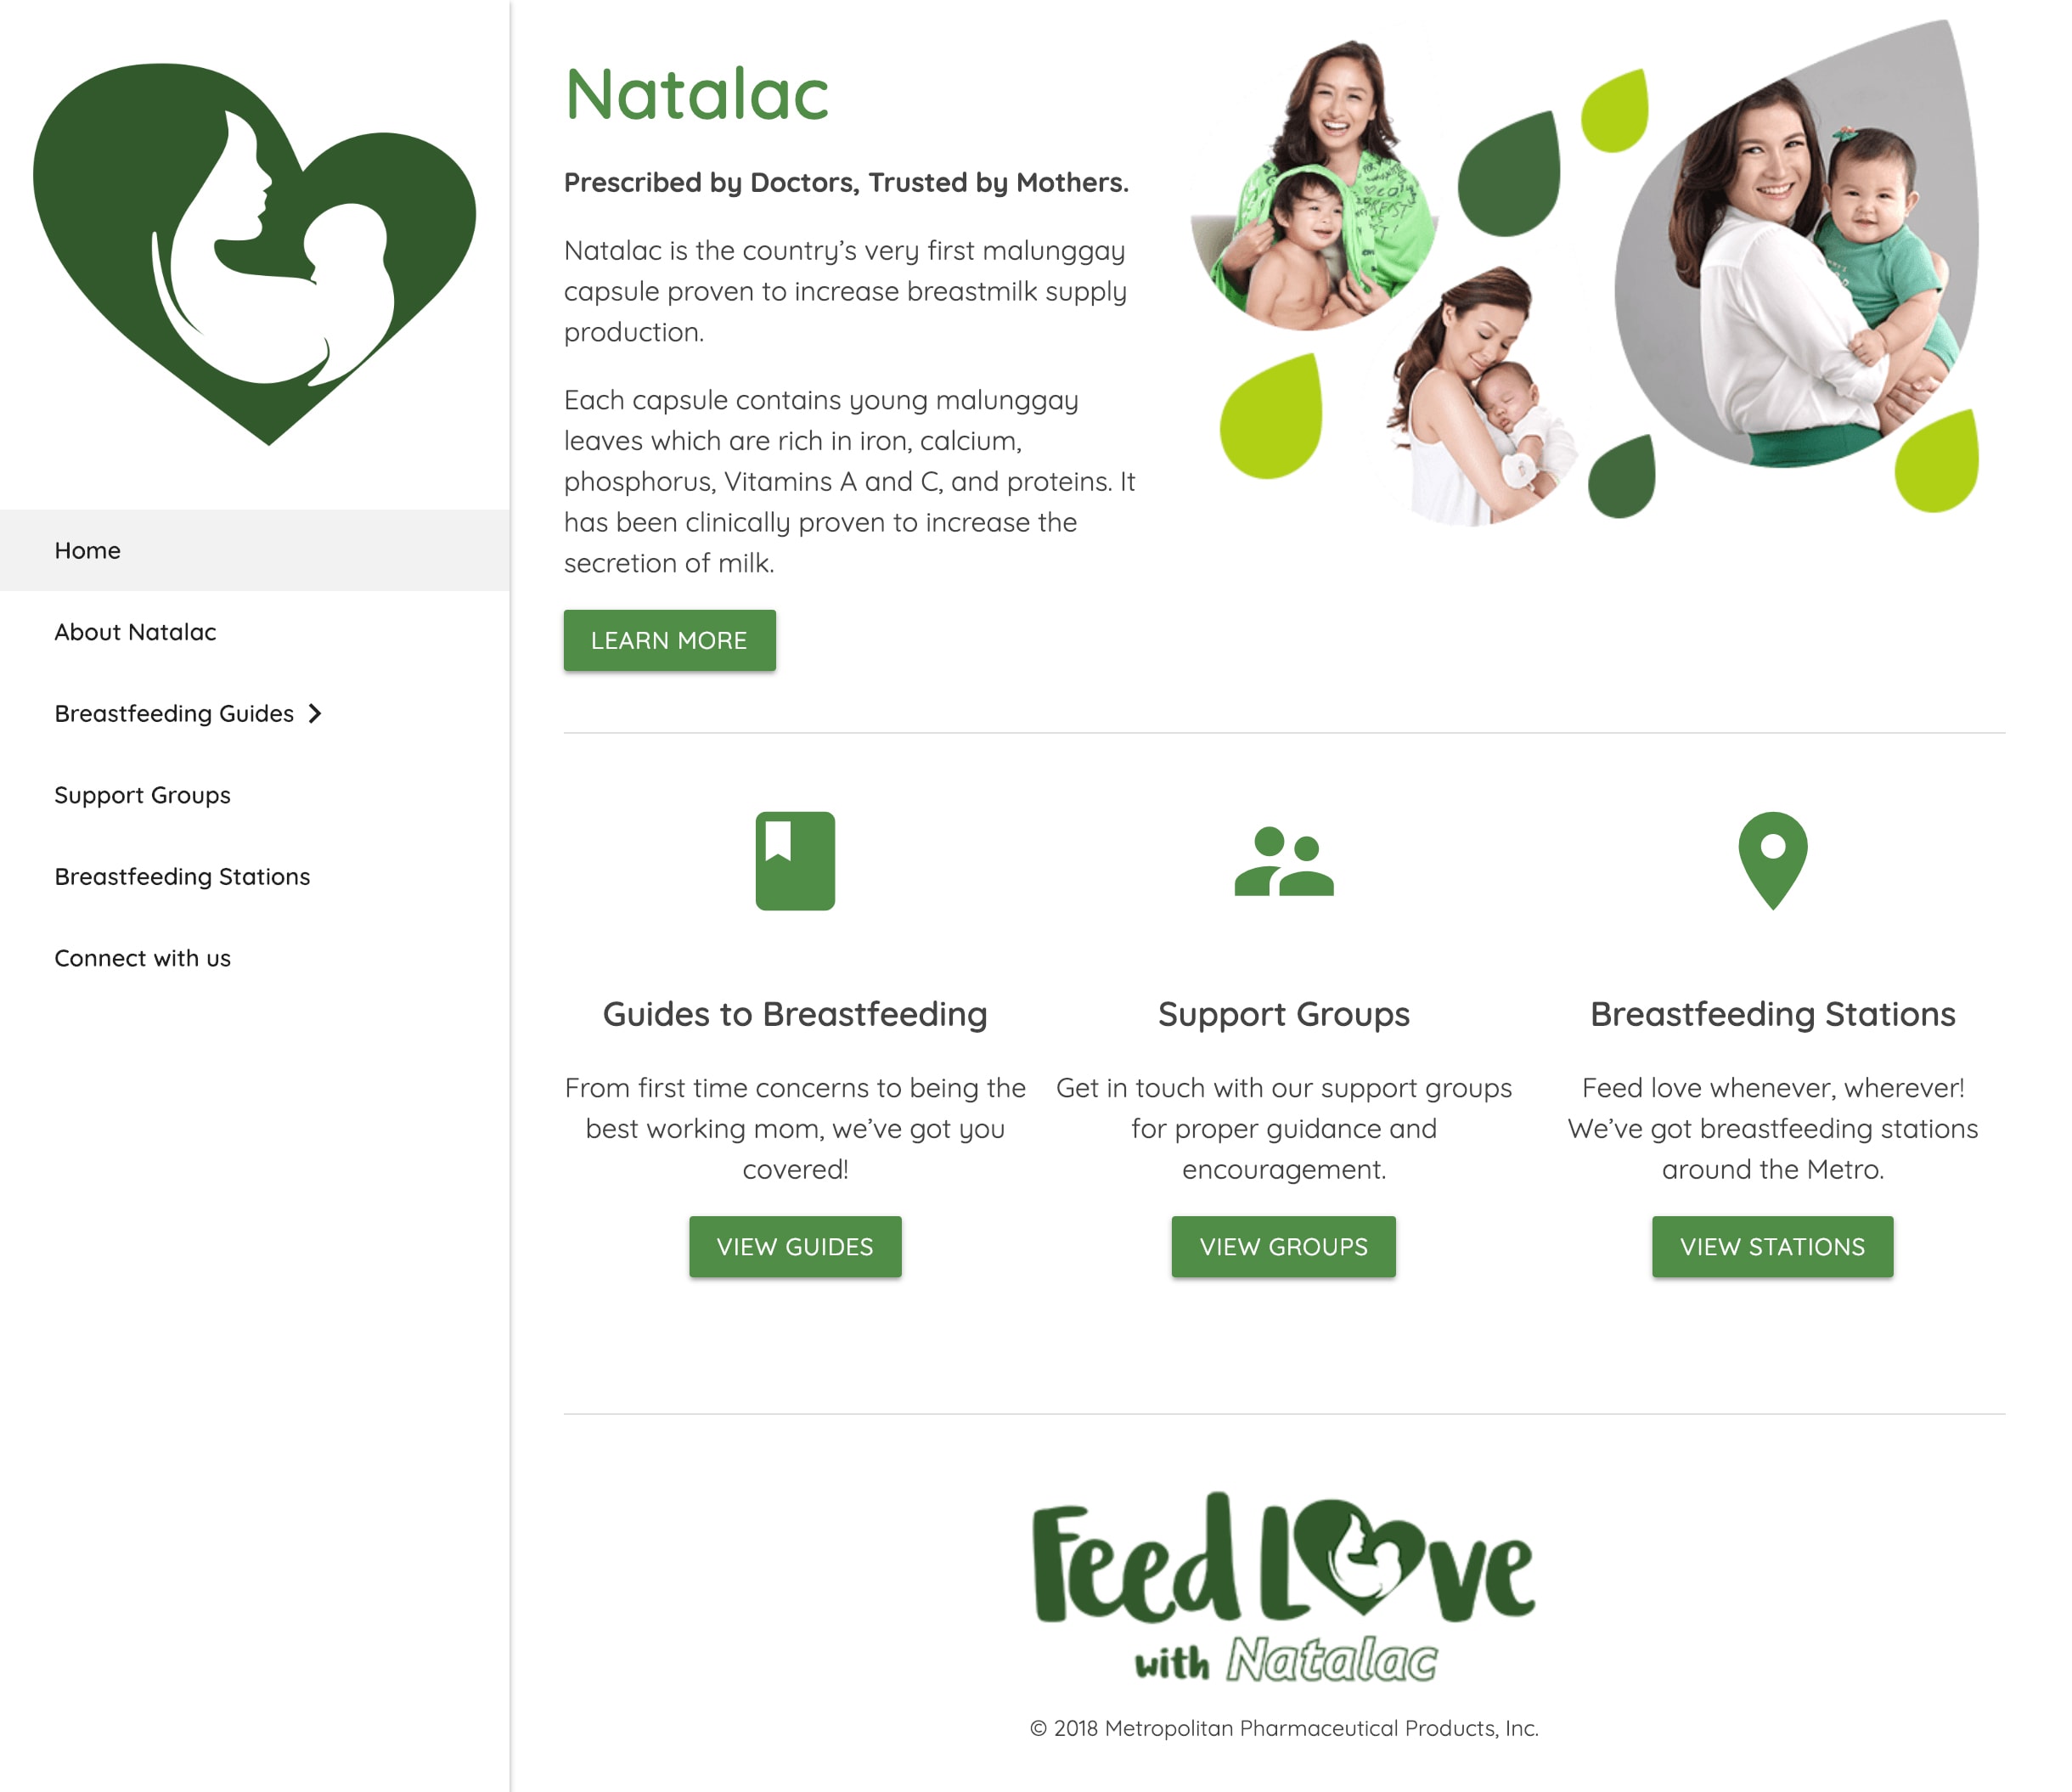 Home
About Natalac
Breastfeeding Guides
Support Groups
Breastfeeding Stations
Connect with us
Natalac
Prescribed by Doctors, Trusted by Mothers.
Natalac is the country’s very first malunggay
capsule proven to increase breastmilk supply
production.
Each capsule contains young malunggay
leaves which are rich in iron, calcium,
phosphorus, Vitamins A and C, and proteins. It
has been clinically proven to increase the
secretion of milk.
LEARN MORE
Guides to Breastfeeding
From first time concerns to being the
best working mom, we’ve got you
covered!
VIEW GUIDES
Support Groups
Get in touch with our support groups
for proper guidance and
encouragement.
VIEW GROUPS
Breastfeeding Stations
Feed love whenever, wherever!
We’ve got breastfeeding stations
around the Metro.
VIEW STATIONS
Feed Love
with Natalac
© 2018 Metropolitan Pharmaceutical Products, Inc.